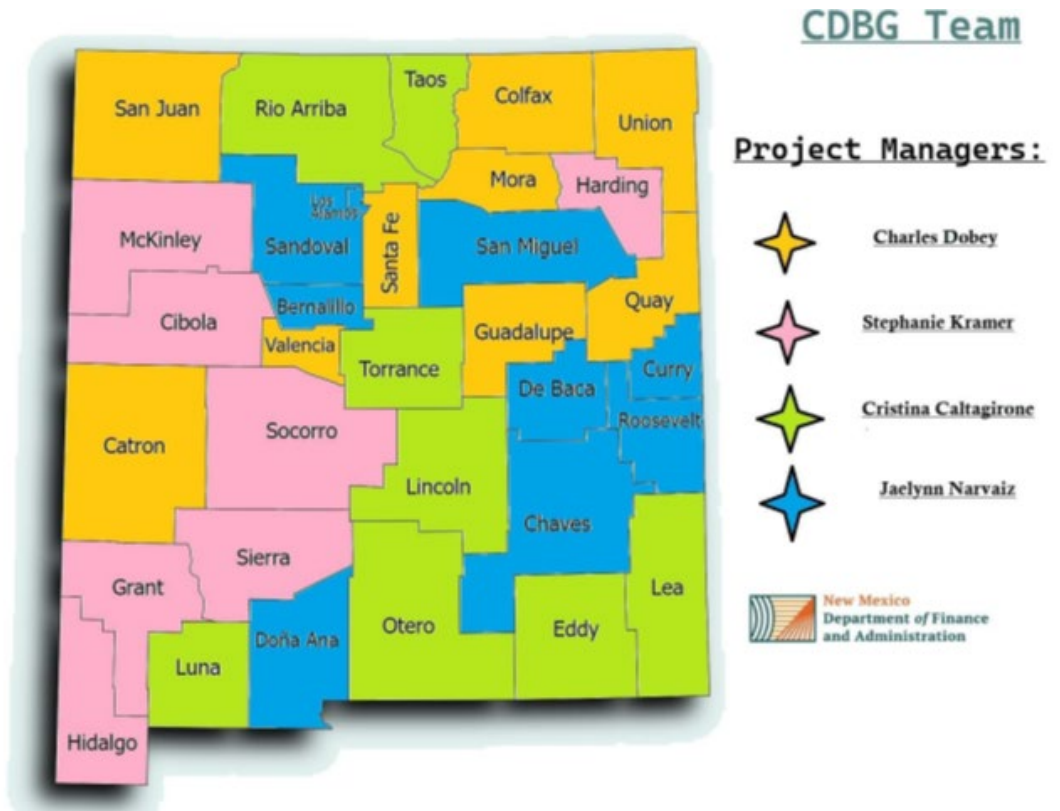 CDBG Team
Project Managers:
Charles Dobey
Stephanie Kramer
Cristina Caltagirone
Jaelynn Narvaiz
New Mexico
Department of Finance
and Administration
San Juan
Rio Arriba
Taos
Colfax
Union
Mora
Harding
McKinley
Los
Alamos
Sandoval
Santa Fe
San Miguel
Cibola
Bernalillo
Quay
Guadalupe
Valencia
Torrance
De Baca
Curry
Roosevelt
Catron
Socorro
Lincoln
Chaves
Sierra
Grant
Lea
Doña Ana
Otero
Eddy
Luna
Hidalgo